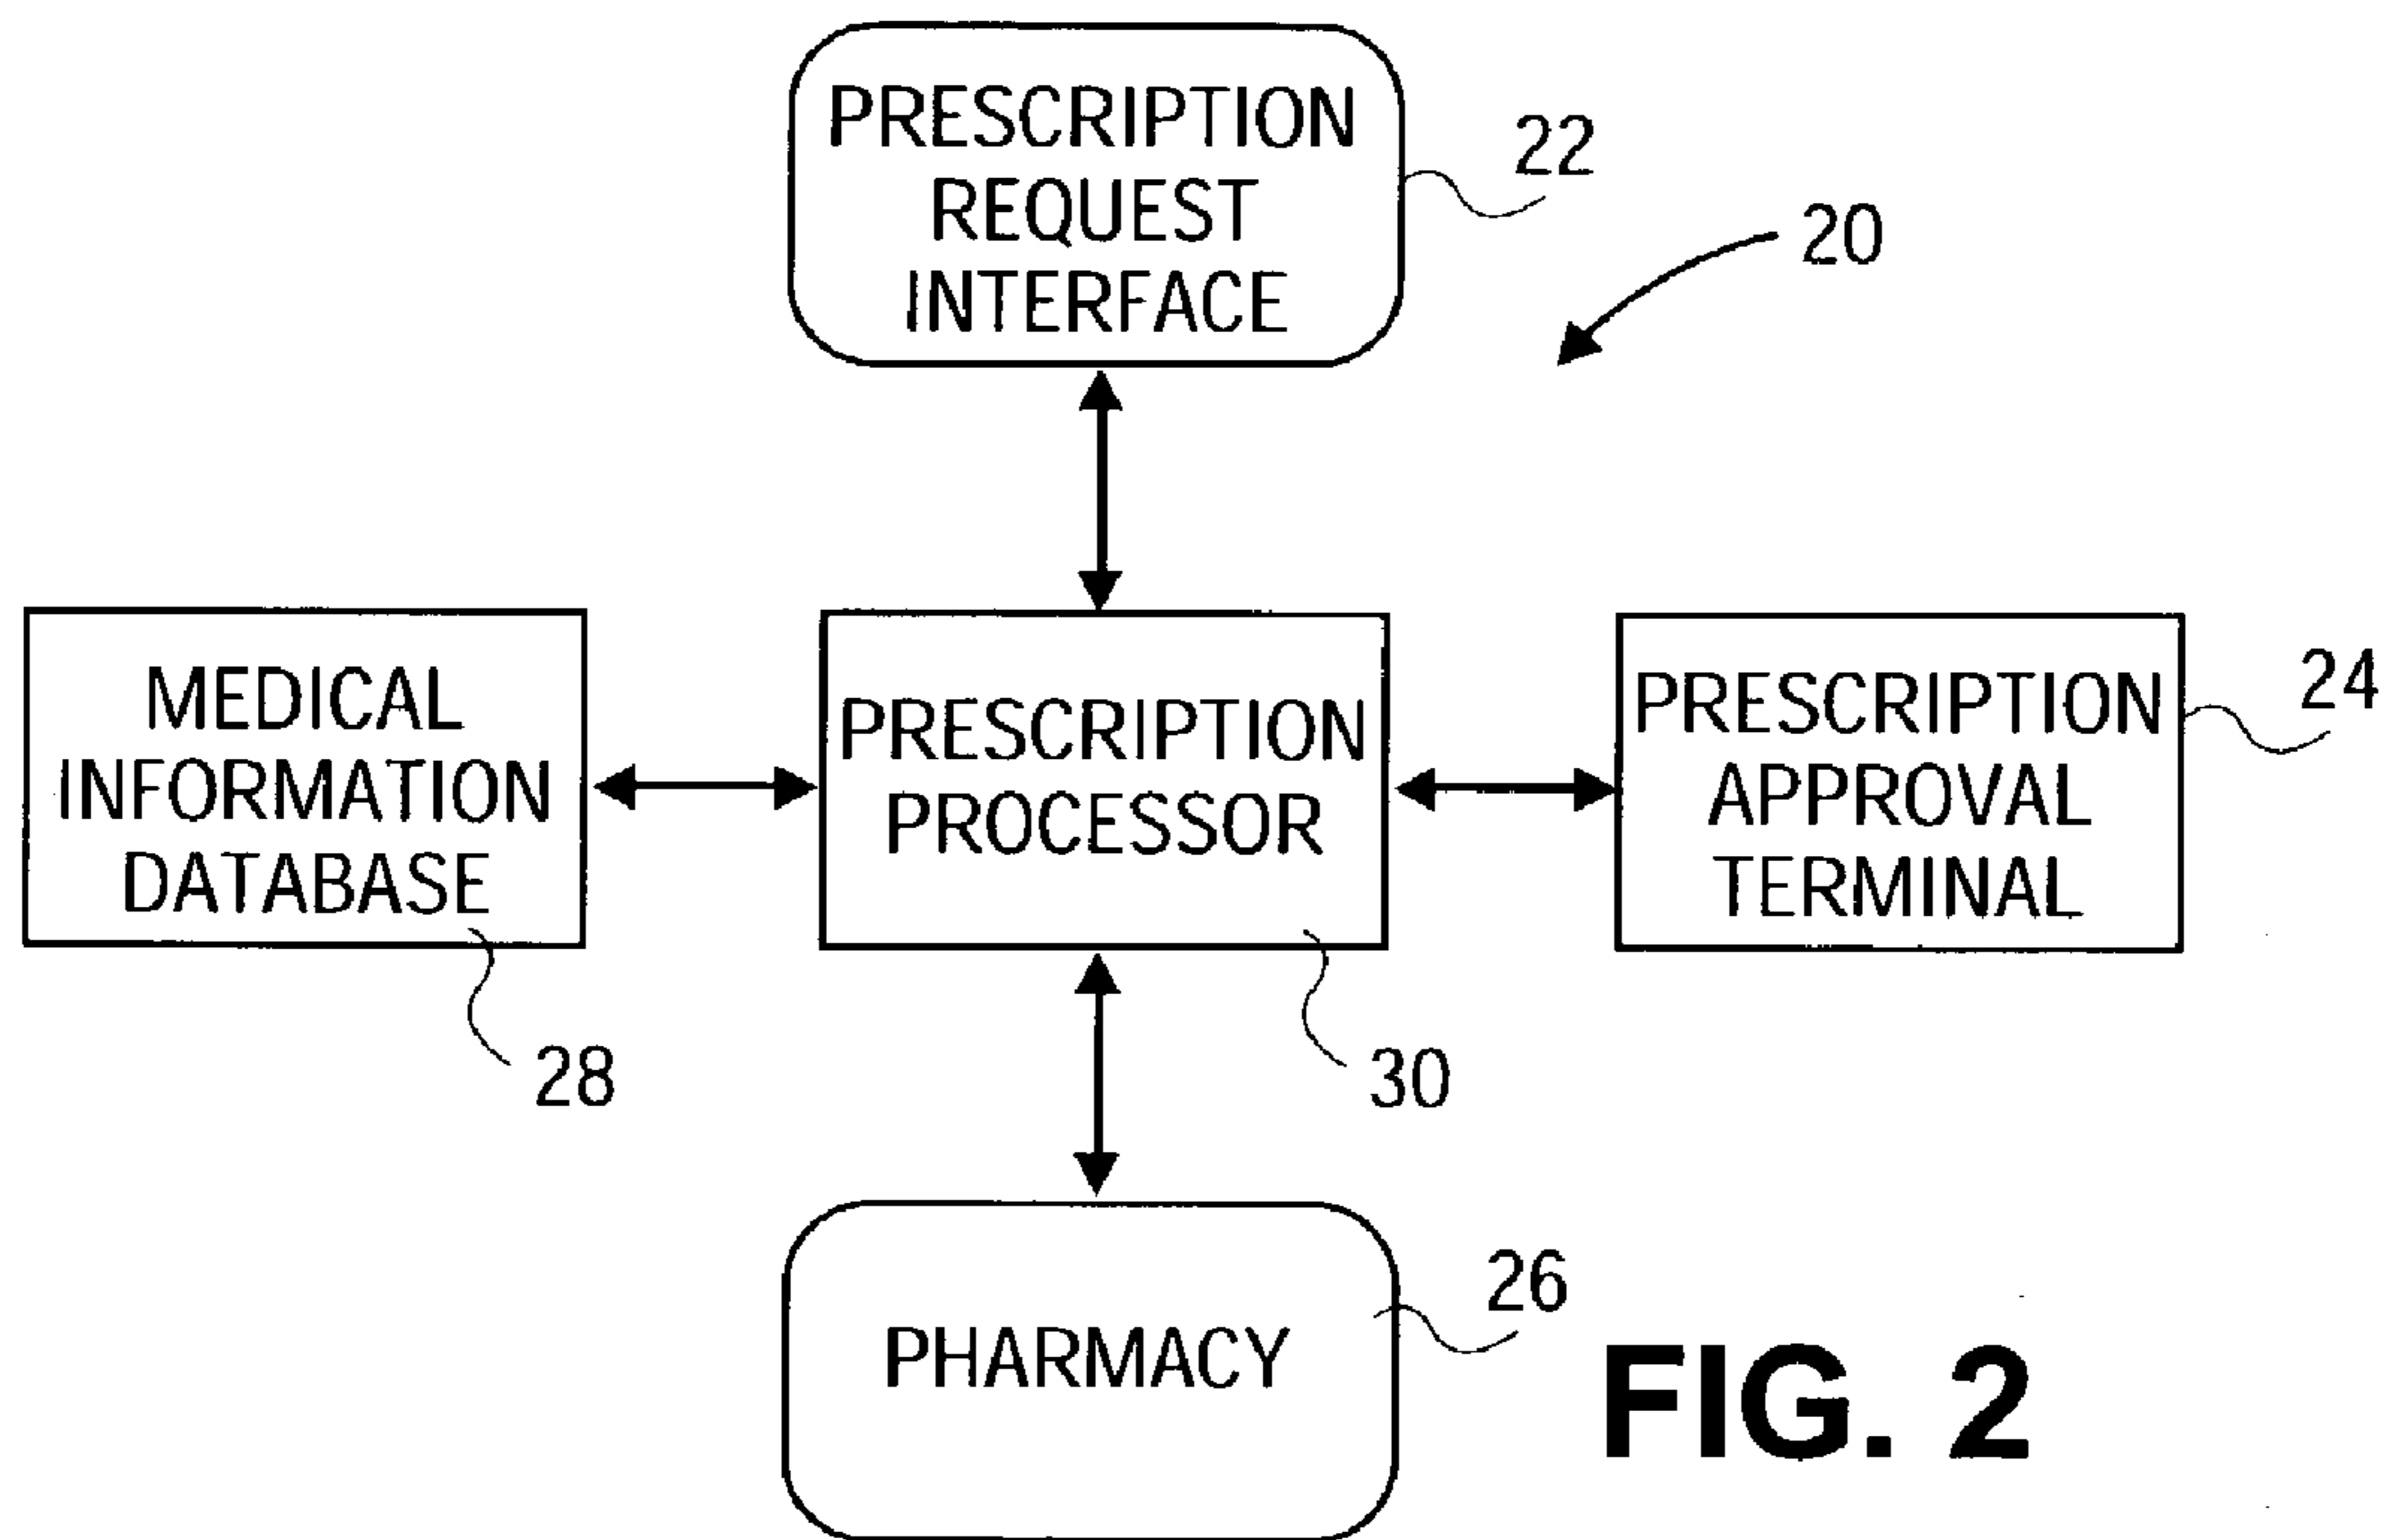 PRESCRIPTION
REQUEST
INTERFACE
22
20
MEDICAL
INFORMATION
DATABASE
28
PRESCRIPTION
PROCESSOR
30
PRESCRIPTION
APPROVAL
TERMINAL
24
PHARMACY
26
FIG. 2